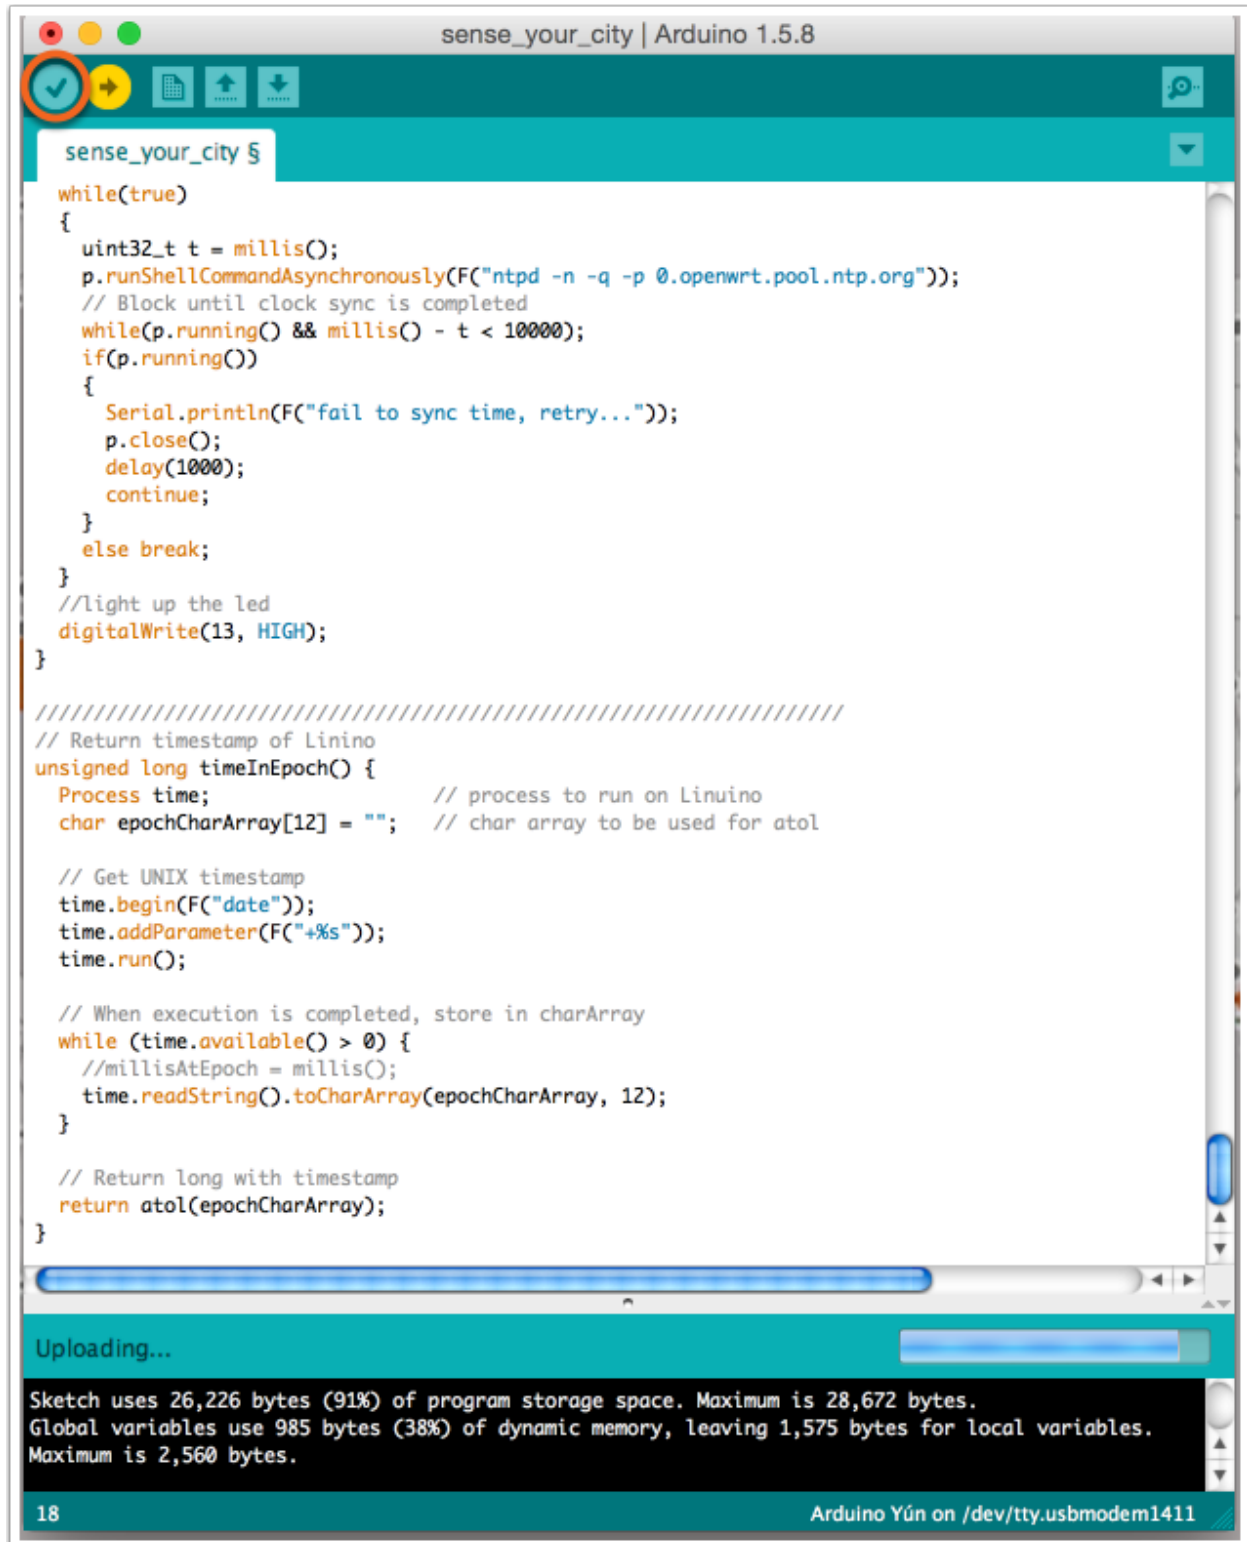 sense_your_city | Arduino 1.5.8
sense_your_city §
while(true)
{
uint32_t t = millis();
p.runShellCommandAsynchronously(F("ntpd -n -q -p 0.openwrt.pool.ntp.org"));
// Block until clock sync is completed
while(p.running() && millis() - t < 10000);
if(p.running())
{
Serial.println(F("fail to sync time, retry..."));
p.close();
delay(1000);
continue;
}
else break;
}
//light up the led
digitalWrite(13, HIGH);
}
/////////////////////////////////////////////////////////////////////
// Return timestamp of Linino
unsigned long timeInEpoch() {
Process time; // process to run on Linuino
char epochCharArray[12] = ""; // char array to be used for atol
// Get UNIX timestamp
time.begin(F("date"));
time.addParameter(F("+%s"));
time.run();
// When execution is completed, store in charArray
while (time.available() > 0) {
//millisAtEpoch = millis();
time.readString().toCharArray(epochCharArray, 12);
}
// Return long with timestamp
return atol(epochCharArray);
}
Uploading...
Sketch uses 26,226 bytes (91%) of program storage space. Maximum is 28,672 bytes.
Global variables use 985 bytes (38%) of dynamic memory, leaving 1,575 bytes for local variables.
Maximum is 2,560 bytes.
18 Arduino Yún on /dev/tty.usbmodem1411